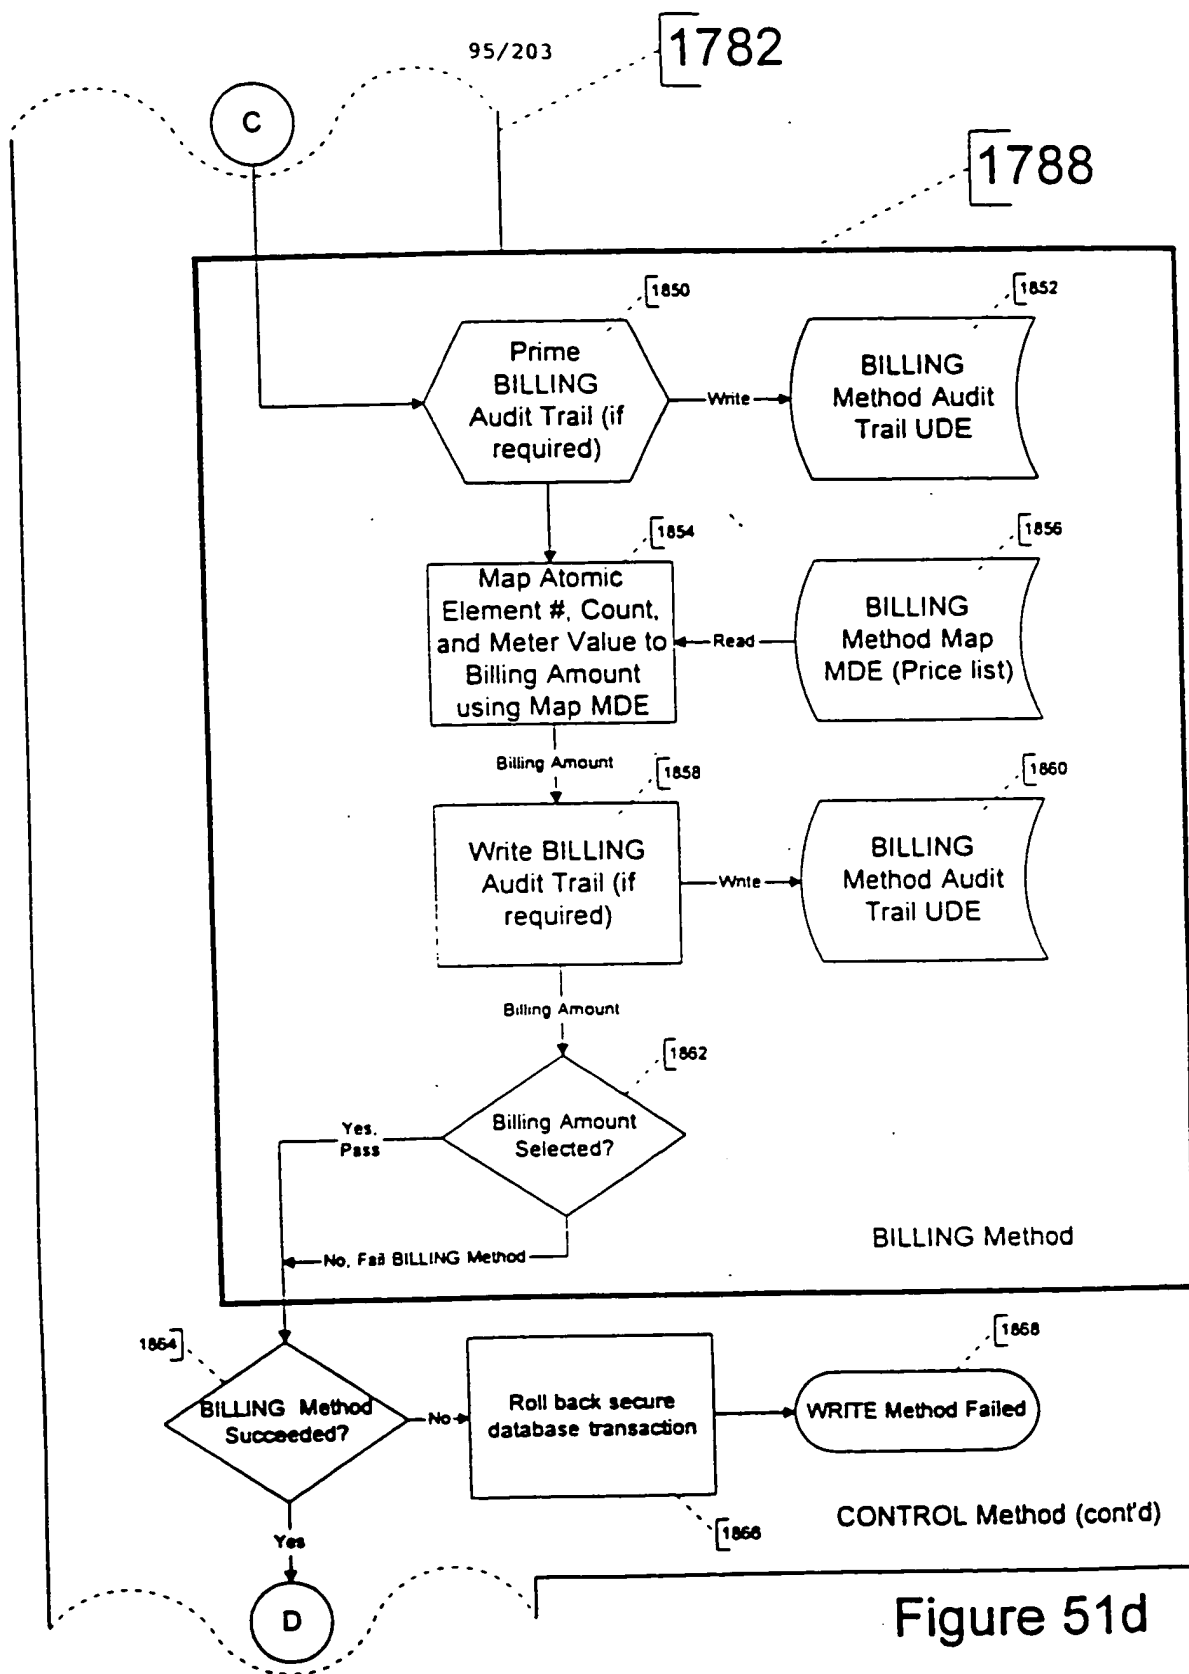 95/203
1782
C
1788
1850
1852
Prime
BILLING
Audit Trail (if
required)
Write
BILLING
Method Audit
Trail UDE
1854
1856
Map Atomic
Element #, Count,
and Meter Value to
Billing Amount
using Map MDE
Read
BILLING
Method Map
MDE (Price list)
Billing Amount
1858
1860
Write BILLING
Audit Trail (if
required)
Write
BILLING
Method Audit
Trail UDE
Billing Amount
1862
Billing Amount
Selected?
Yes,
Pass
No, Fail BILLING Method
BILLING Method
1864
1868
BILLING Method
Succeeded?
No
Roll back secure
database transaction
WRITE Method Failed
1866
CONTROL Method (cont'd)
Yes
D
Figure 51d